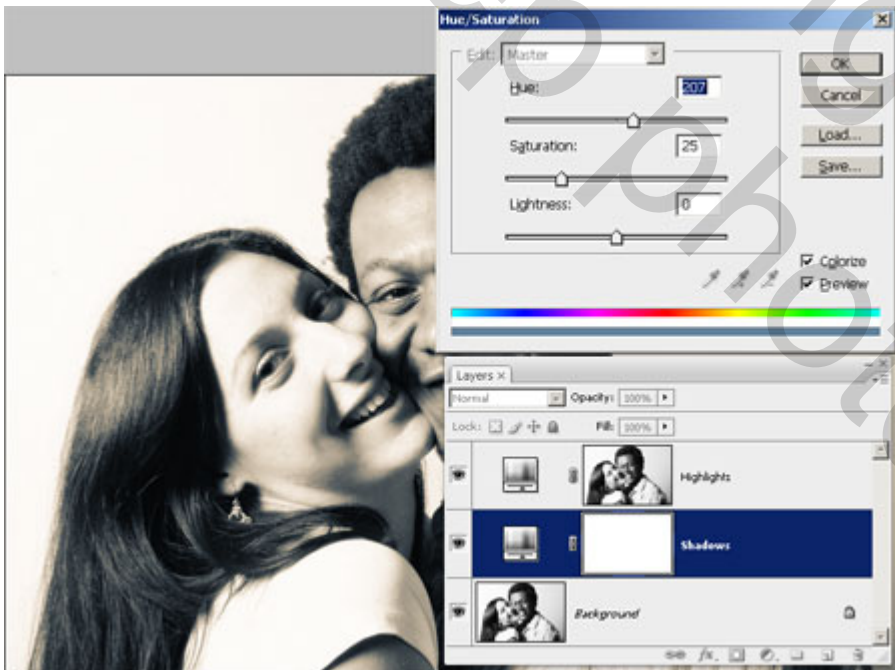 Hue/Saturation
Edit: Master
OK
Hue: 207
Cancel
Saturation: 25
Load...
Save...
Lightness: 0
Colorize
Preview
Layers ×
Normal Opacity: 100%
Lock: Fill: 100%
Highlights
Shadows
Background
fx.